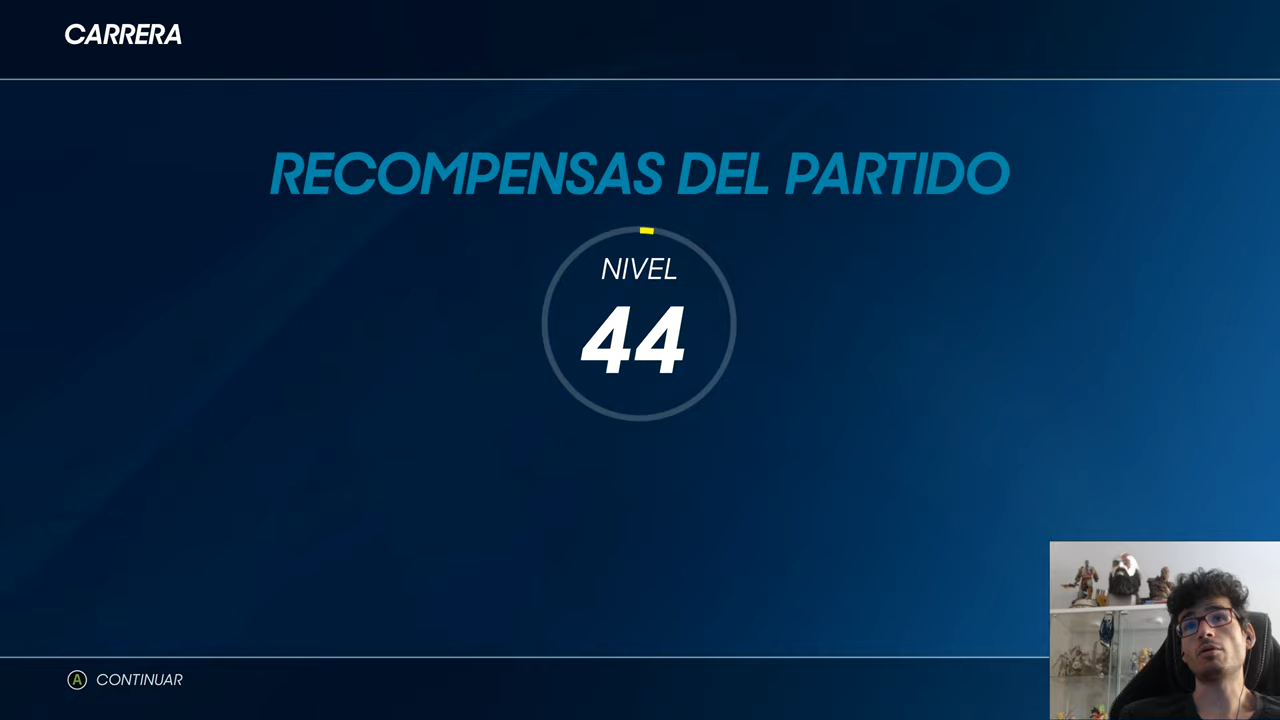 CARRERA
RECOMPENSAS DEL PARTIDO
NIVEL
44
A CONTINUAR